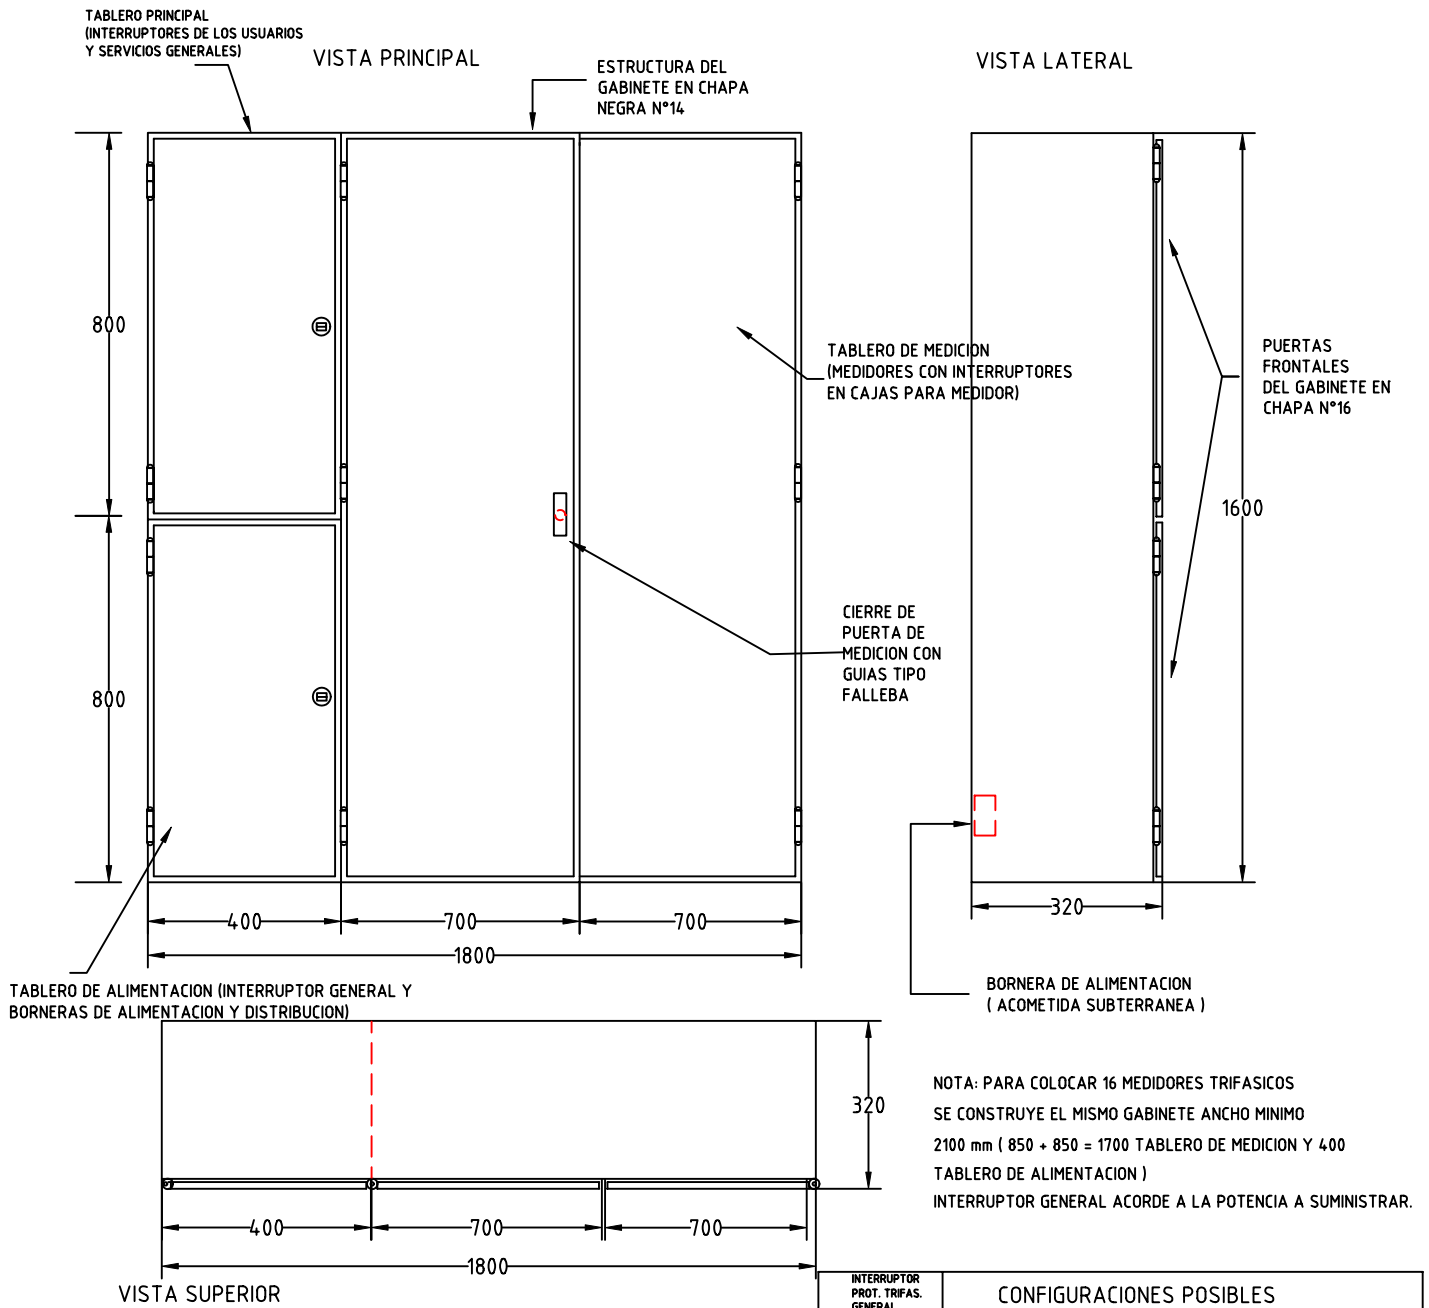 TABLERO PRINCIPAL
(INTERRUPTORES DE LOS USUARIOS
Y SERVICIOS GENERALES)
VISTA PRINCIPAL
ESTRUCTURA DEL
GABINETE EN CHAPA
NEGRA N°14
VISTA LATERAL
800
800
TABLERO DE MEDICION
(MEDIDORES CON INTERRUPTORES
EN CAJAS PARA MEDIDOR)
PUERTAS
FRONTALES
DEL GABINETE EN
CHAPA N°16
1600
CIERRE DE
PUERTA DE
MEDICION CON
GUIAS TIPO
FALLEBA
400
700
700
1800
320
TABLERO DE ALIMENTACION (INTERRUPTOR GENERAL Y
BORNERAS DE ALIMENTACION Y DISTRIBUCION)
BORNERA DE ALIMENTACION
( ACOMETIDA SUBTERRANEA )
320
400
700
700
1800
VISTA SUPERIOR
NOTA: PARA COLOCAR 16 MEDIDORES TRIFASICOS
SE CONSTRUYE EL MISMO GABINETE ANCHO MINIMO
2100 mm ( 850 + 850 = 1700 TABLERO DE MEDICION Y 400
TABLERO DE ALIMENTACION )
INTERRUPTOR GENERAL ACORDE A LA POTENCIA A SUMINISTRAR.
INTERRUPTOR
PROT. TRIFAS.
GENERAL
CONFIGURACIONES POSIBLES